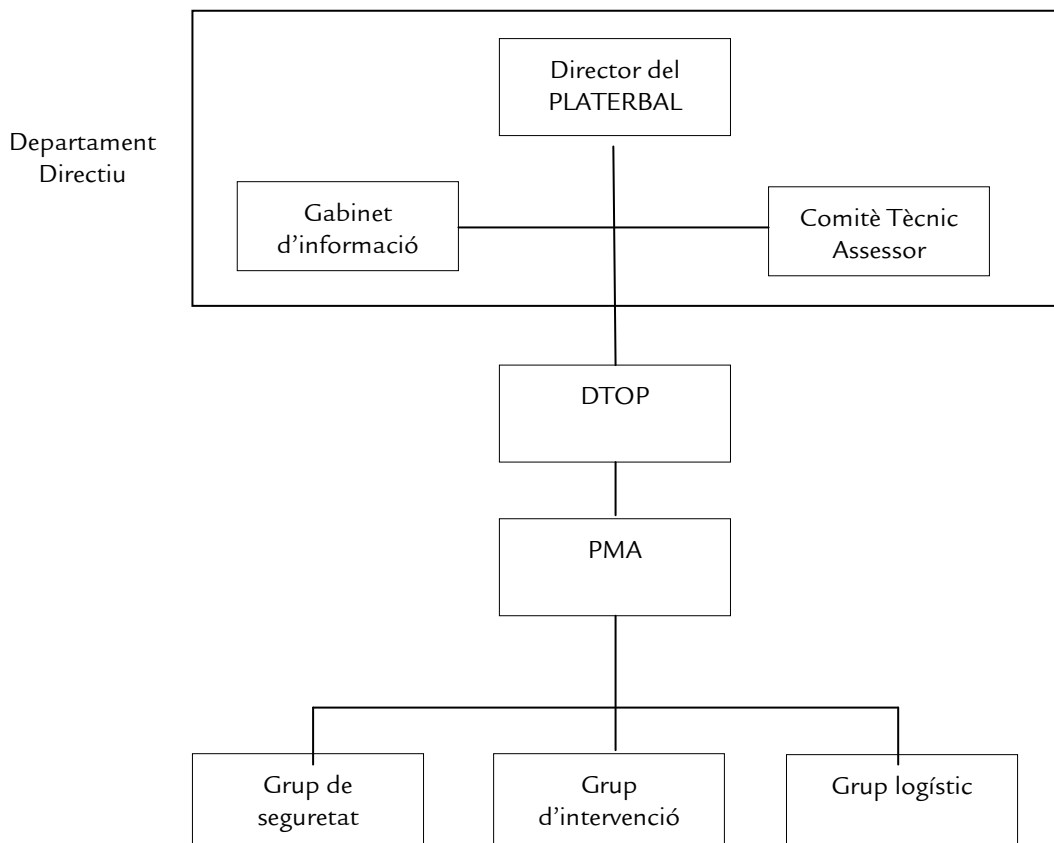 Director del
PLATERBAL
Departament
Directiu
Gabinet
d'informació
Comitè Tècnic
Assessor
DTOP
PMA
Grup de
seguretat
Grup
d'intervenció
Grup logístic